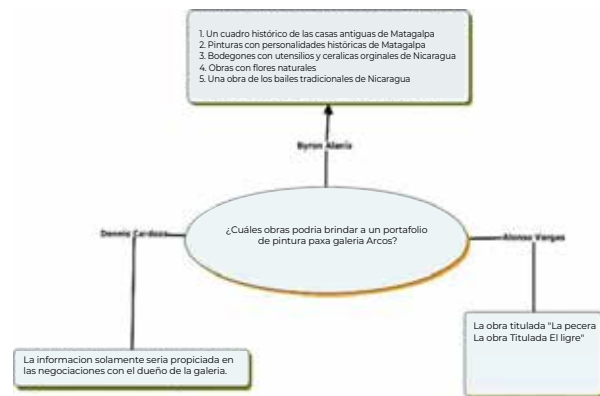 1. Un cuadro histórico de las casas antiguas de Matagalpa
2. Pinturas con personalidades históricas de Matagalpa
3. Bodegones con utensilios y ceralicas orginales de Nicaragua
4. Obras con flores naturales
5. Una obra de los bailes tradicionales de Nicaragua
Byron Alanis
¿Cuáles obras podria brindar a un portafolio
de pintura paxa galeria Arcos?
Dennis Cardoza
Alonso Vargas
La obra titulada "La pecera
La obra Titulada El ligre"
La informacion solamente seria propiciada en
las negociaciones con el dueño de la galeria.